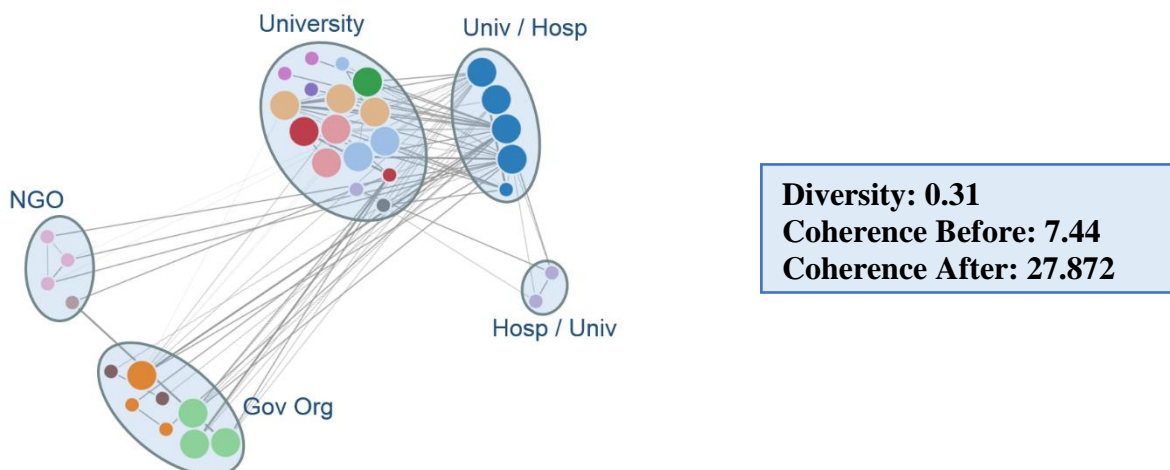 University
Univ / Hosp
NGO
Hosp / Univ
Gov Org
Diversity: 0.31
Coherence Before: 7.44
Coherence After: 27.872